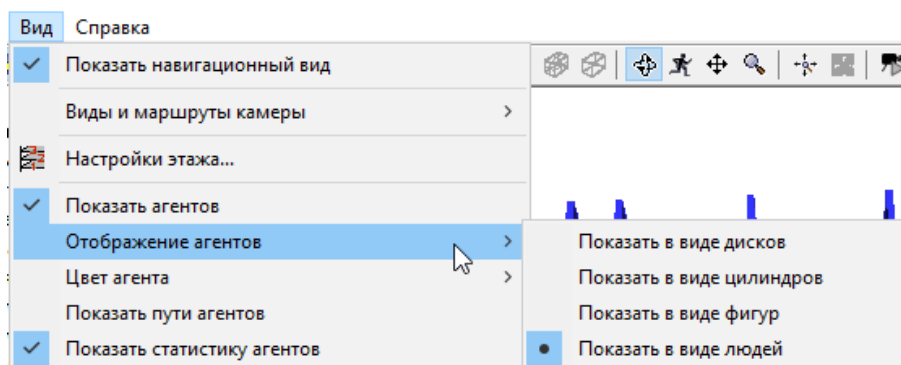 Вид Справка
Показать навигационный вид
Виды и маршруты камеры
Настройки этажа...
Показать агентов
Отображение агентов
Показать в виде дисков
Цвет агента
Показать в виде цилиндров
Показать пути агентов
Показать в виде фигур
Показать статистику агентов
Показать в виде людей